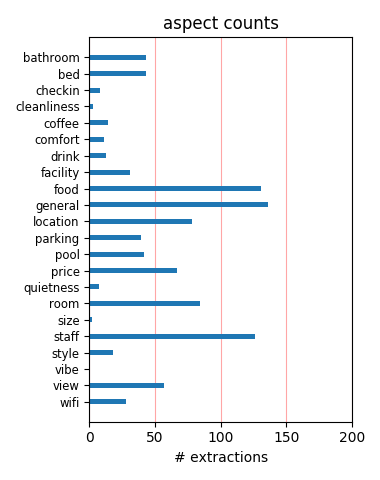 aspect counts
bathroom
bed
checkin
cleanliness
coffee
comfort
drink
facility
food
general
location
parking
pool
price
quietness
room
size
staff
style
vibe
view
wifi
0 50 100 150 200
# extractions